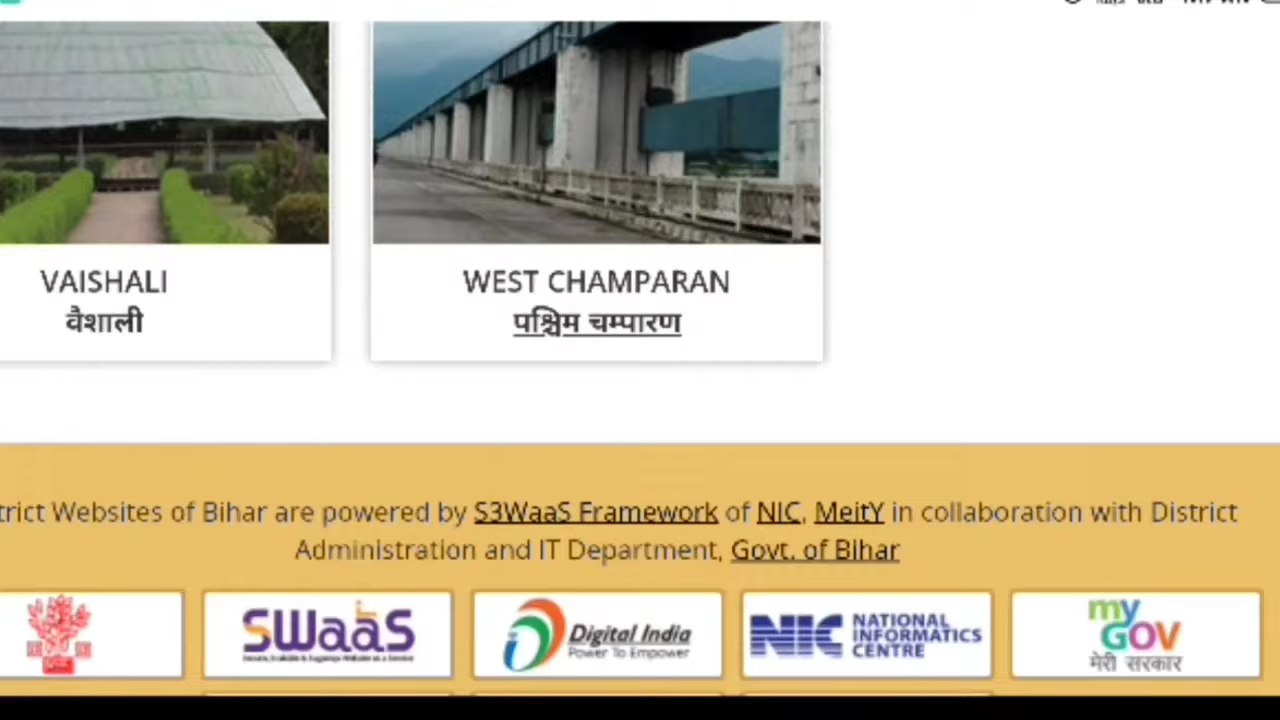 VAISHALI
वैशाली
WEST CHAMPARAN
पश्चिम चम्पारण
trict Websites of Bihar are powered by S3WaaS Framework of NIC, MeitY in collaboration with District
Administration and IT Department, Govt. of Bihar
SWaaS
Digital India
Power To Empower
NIC NATIONAL
INFORMATICS
CENTRE
my
GOV
मेरी सरकार